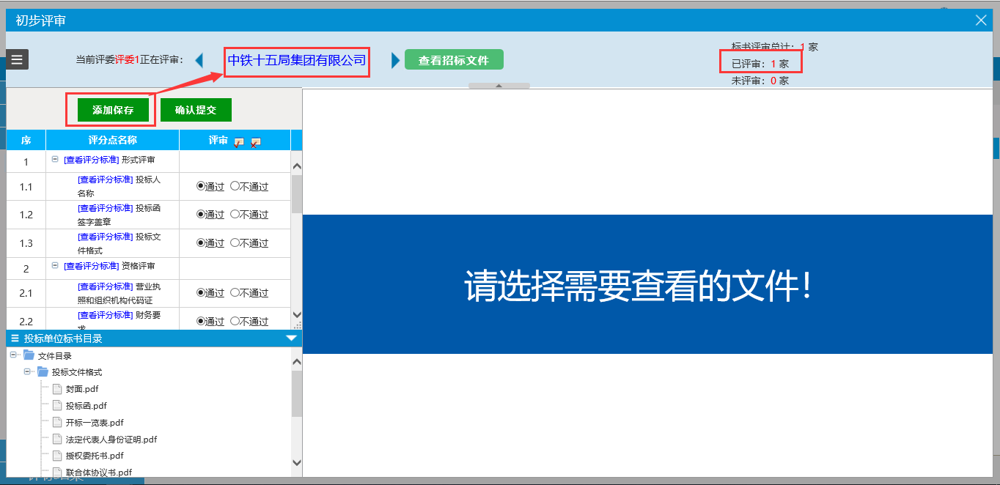 初步评审
当前评委评委1正在评审：
中铁十五局集团有限公司
查看招标文件
标书评审总计：1 家
已评审：1 家
未评审：0 家
添加保存
确认提交
序 评分点名称 评审
1 [查看评分标准] 形式评审
1.1 [查看评分标准] 投标人
名称
通过 不通过
1.2 [查看评分标准] 投标函
签字盖章
通过 不通过
1.3 [查看评分标准] 投标文
件格式
通过 不通过
2 [查看评分标准] 资格评审
2.1 [查看评分标准] 营业执
照和组织机构代码证
通过 不通过
2.2 [查看评分标准] 财务要
求
通过 不通过
投标单位标书目录
文件目录
投标文件格式
封面.pdf
投标函.pdf
开标一览表.pdf
法定代表人身份证明.pdf
授权委托书.pdf
联合体协议书.pdf
请选择需要查看的文件！